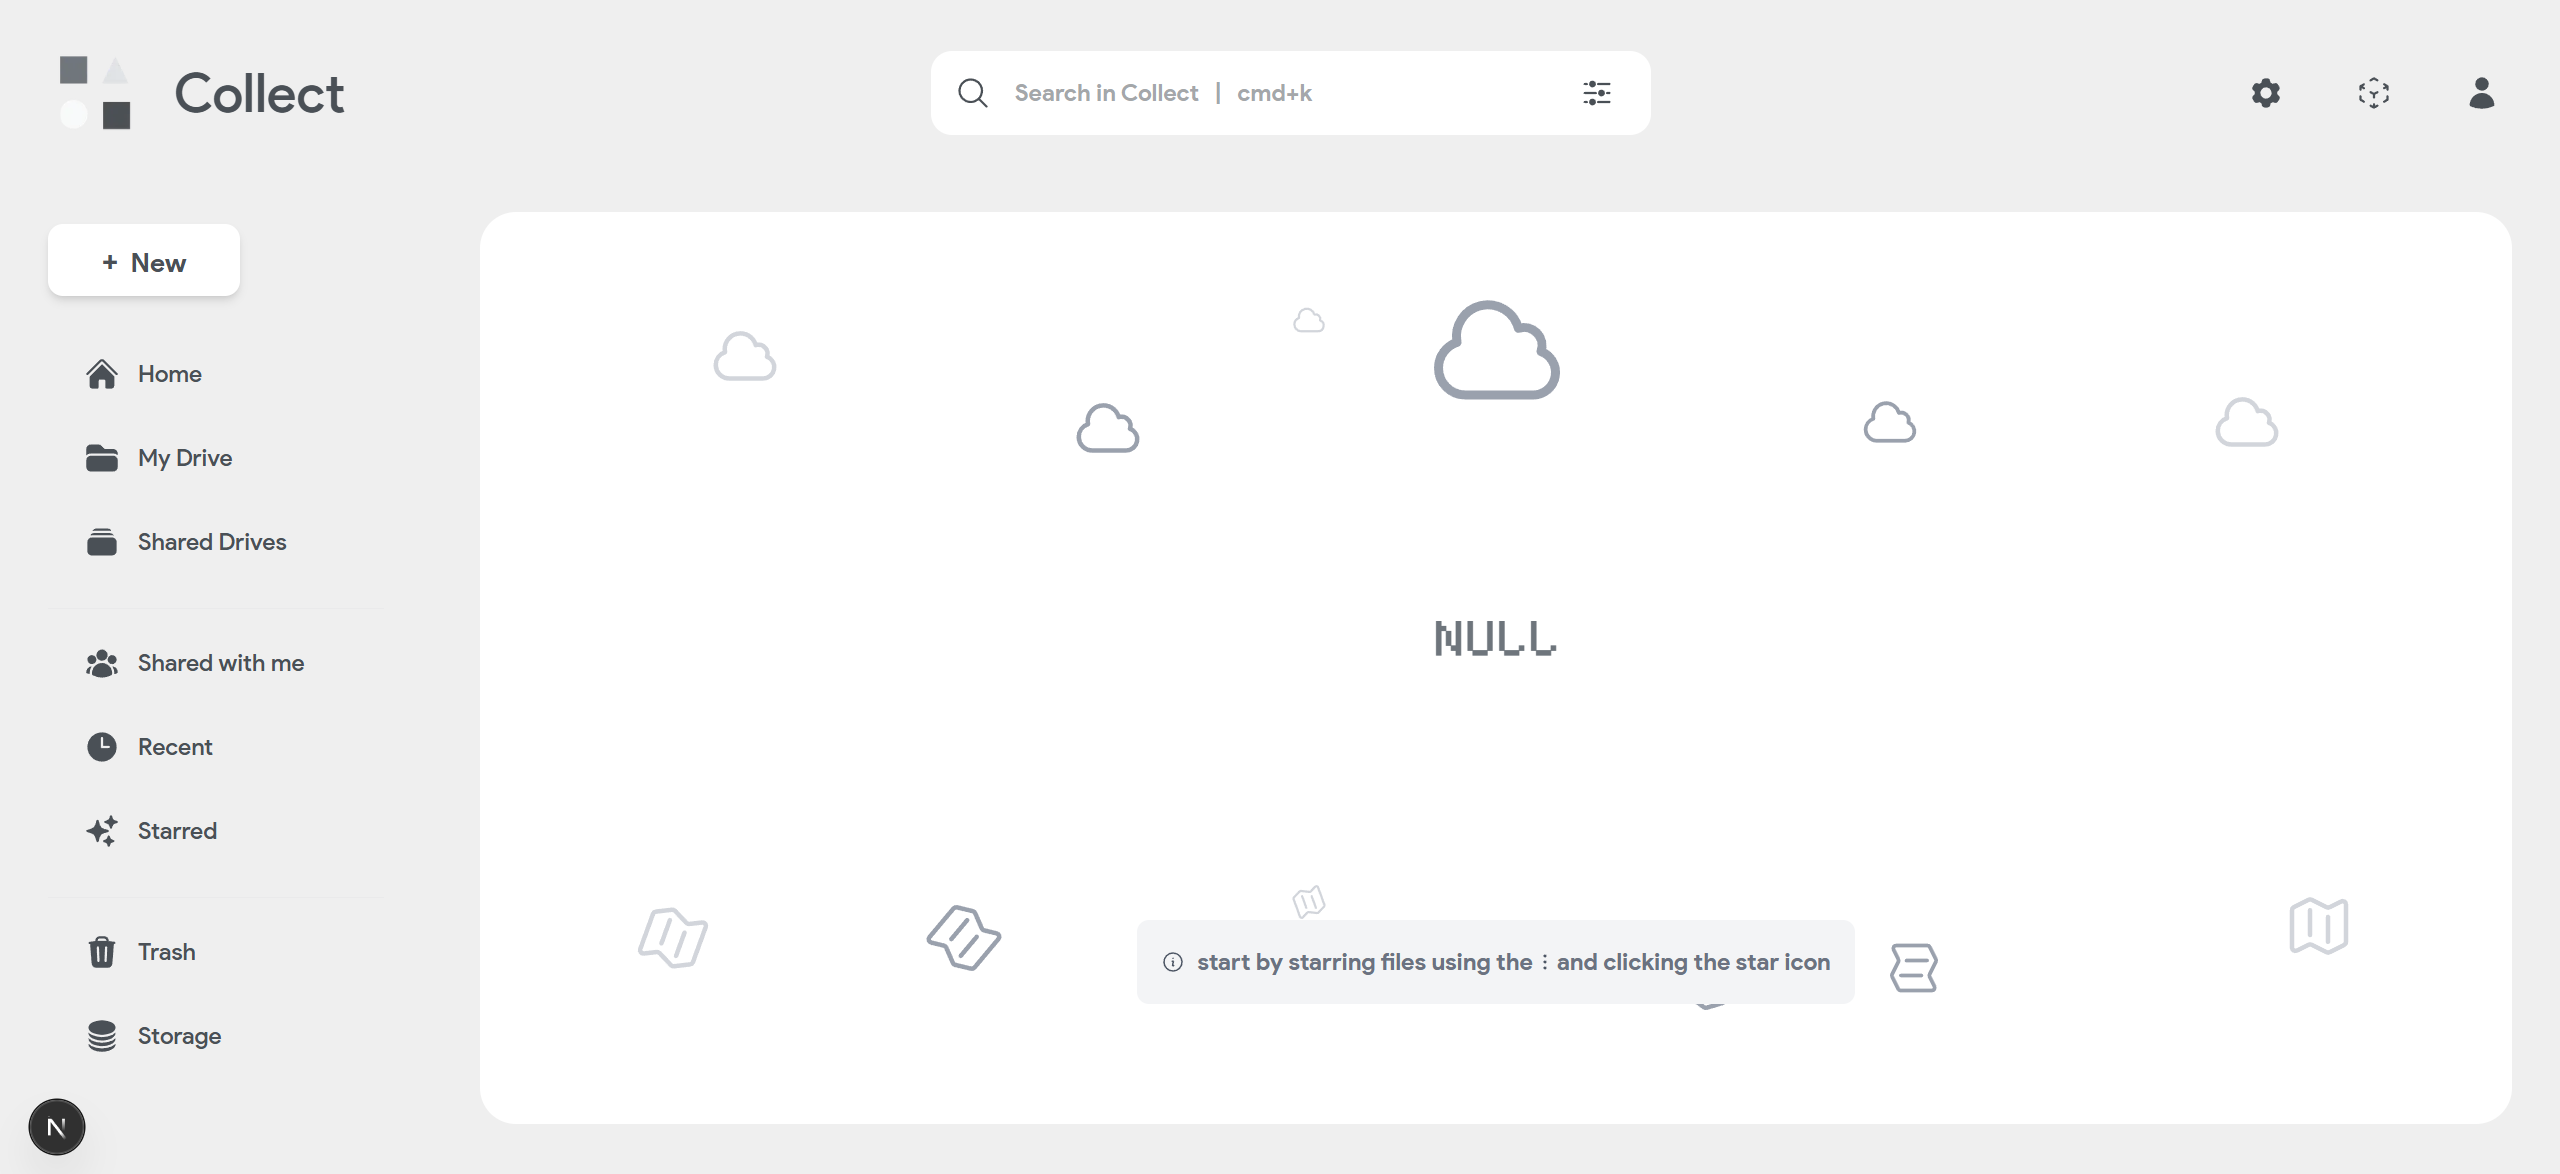 Collect
Search in Collect | cmd+k
+ New
Home
My Drive
Shared Drives
Shared with me
Recent
Starred
Trash
Storage
N
NULL
start by starring files using the ⋮ and clicking the star icon